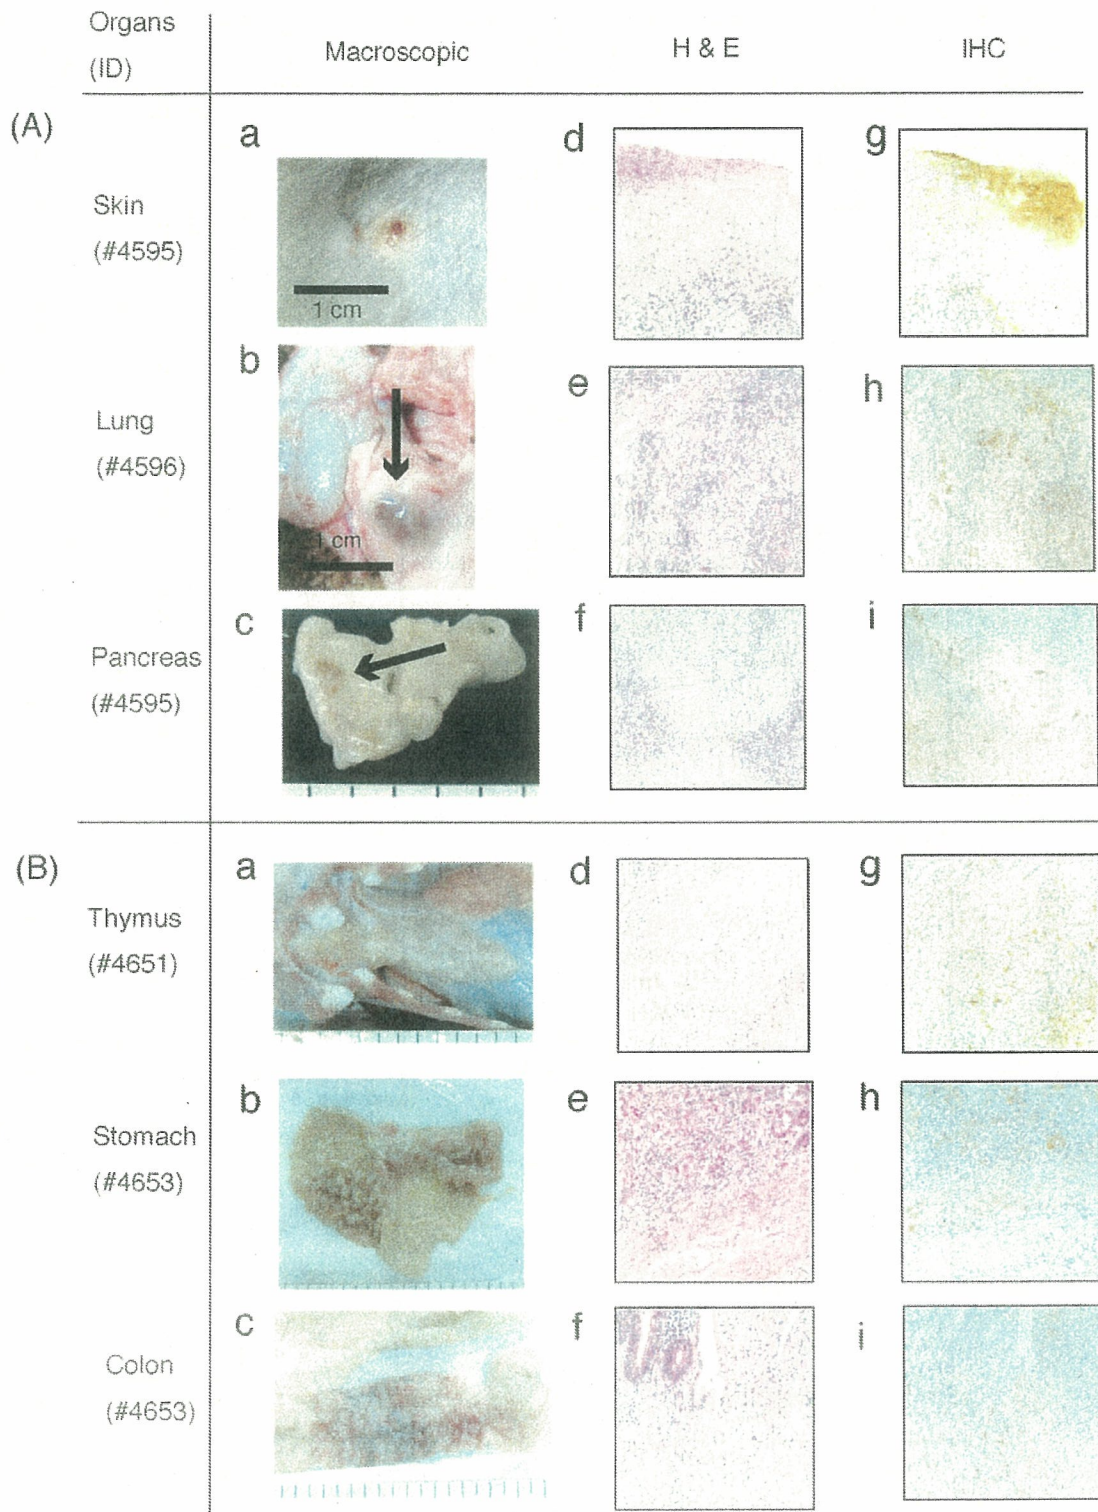 Organs
(ID)
Macroscopic
H & E
IHC
(A)
a
d
g
Skin
(#4595)
1 cm
b
e
h
Lung
(#4596)
1 cm
c
f
i
Pancreas
(#4595)
(B)
a
d
g
Thymus
(#4651)
b
e
h
Stomach
(#4653)
c
f
i
Colon
(#4653)